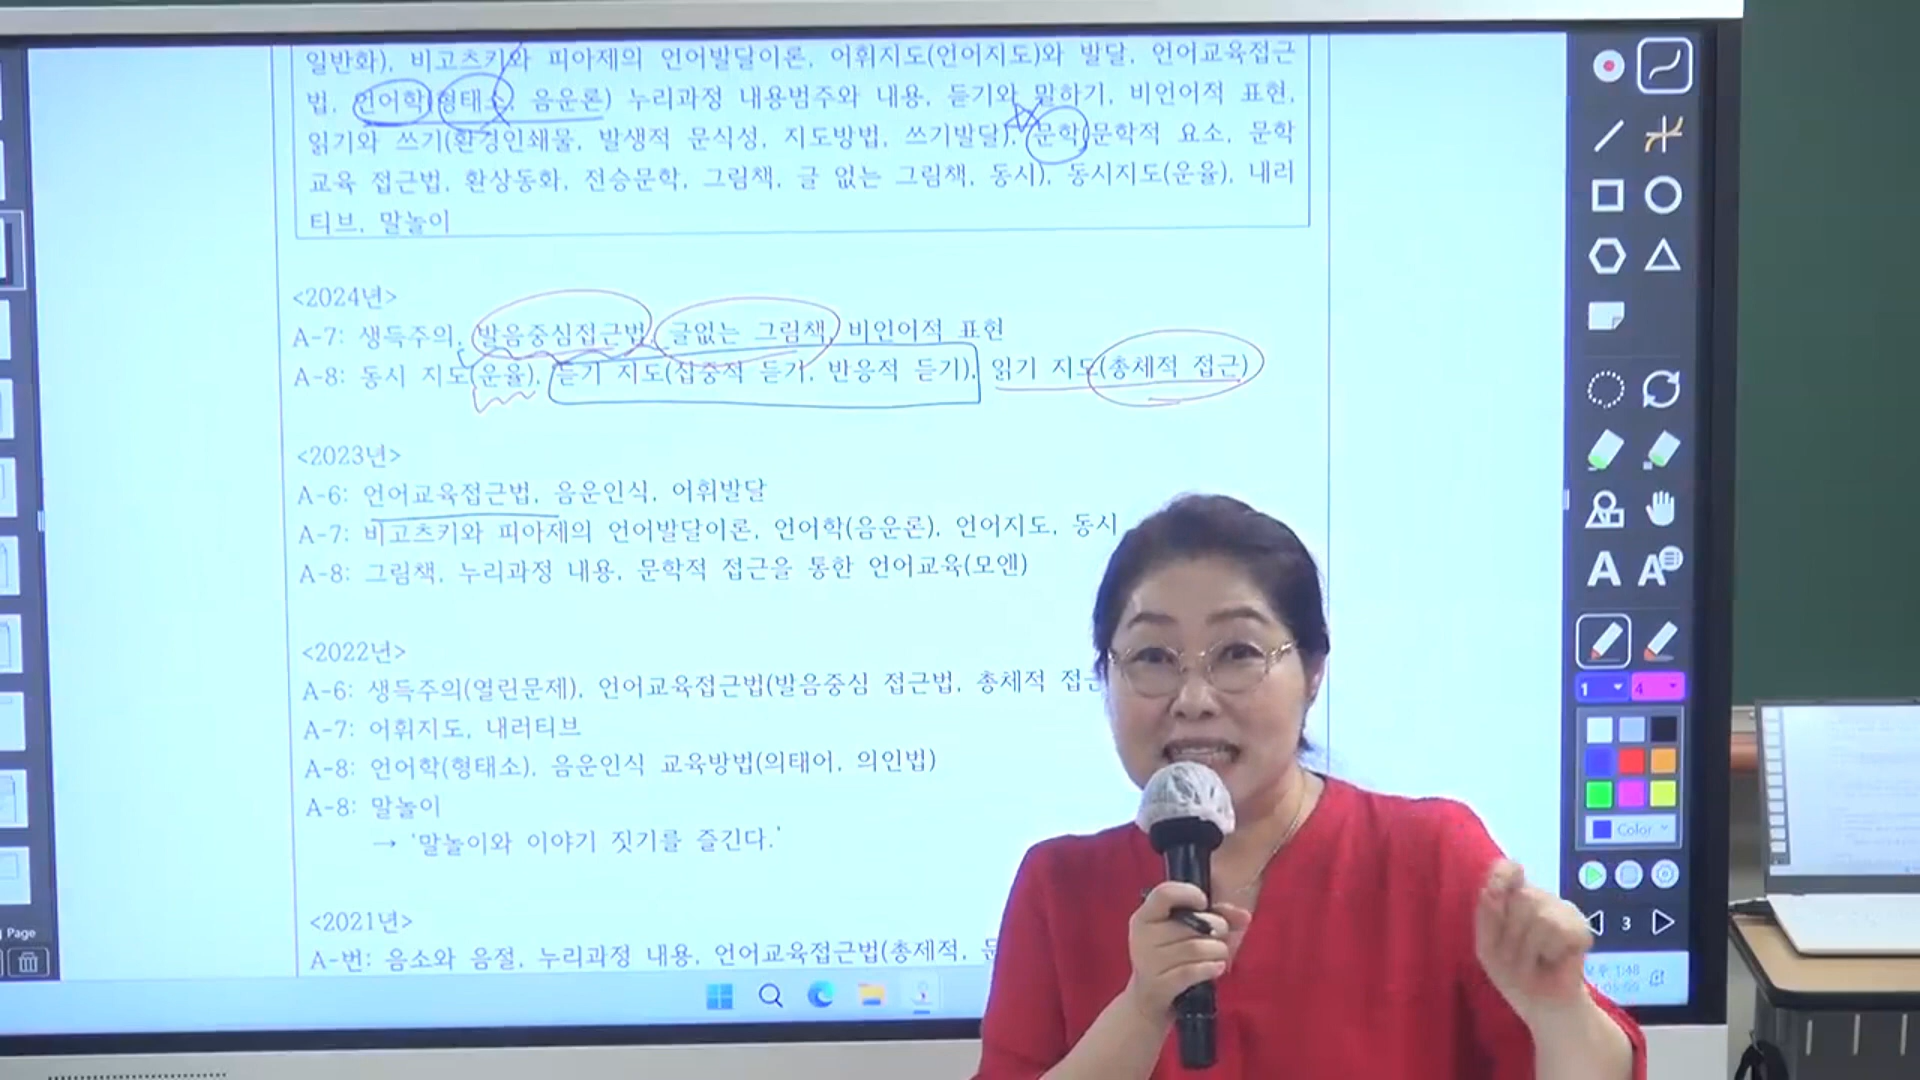 일반화), 비고츠키와 피아제의 언어발달이론, 어휘지도(언어지도)와 발달, 언어교육접근
법, 언어학(형태소, 음운론) 누리과정 내용범주와 내용, 듣기와 말하기, 비언어적 표현,
읽기와 쓰기(환경인쇄물, 발생적 문식성, 지도방법, 쓰기발달), 문학(문학적 요소, 문학
교육 접근법, 환상동화, 전승문학, 그림책, 글 없는 그림책, 동시), 동시지도(운율), 내러
티브, 말놀이
<2024년>
A-7: 생득주의, 발음중심접근법, 글없는 그림책, 비언어적 표현
A-8: 동시 지도(운율), 듣기 지도(집중적 듣기, 반응적 듣기), 읽기 지도(총체적 접근)
<2023년>
A-6: 언어교육접근법, 음운인식, 어휘발달
A-7: 비고츠키와 피아제의 언어발달이론, 언어학(음운론), 언어지도, 동시
A-8: 그림책, 누리과정 내용, 문학적 접근을 통한 언어교육(모엔)
<2022년>
A-6: 생득주의(열린문제), 언어교육접근법(발음중심 접근법, 총체적 접근
A-7: 어휘지도, 내러티브
A-8: 언어학(형태소), 음운인식 교육방법(의태어, 의인법)
A-8: 말놀이
→ '말놀이와 이야기 짓기를 즐긴다.'
<2021년>
A-번: 음소와 음절, 누리과정 내용, 언어교육접근법(총체적,
Page
A A
1 4
Color
3
1:48